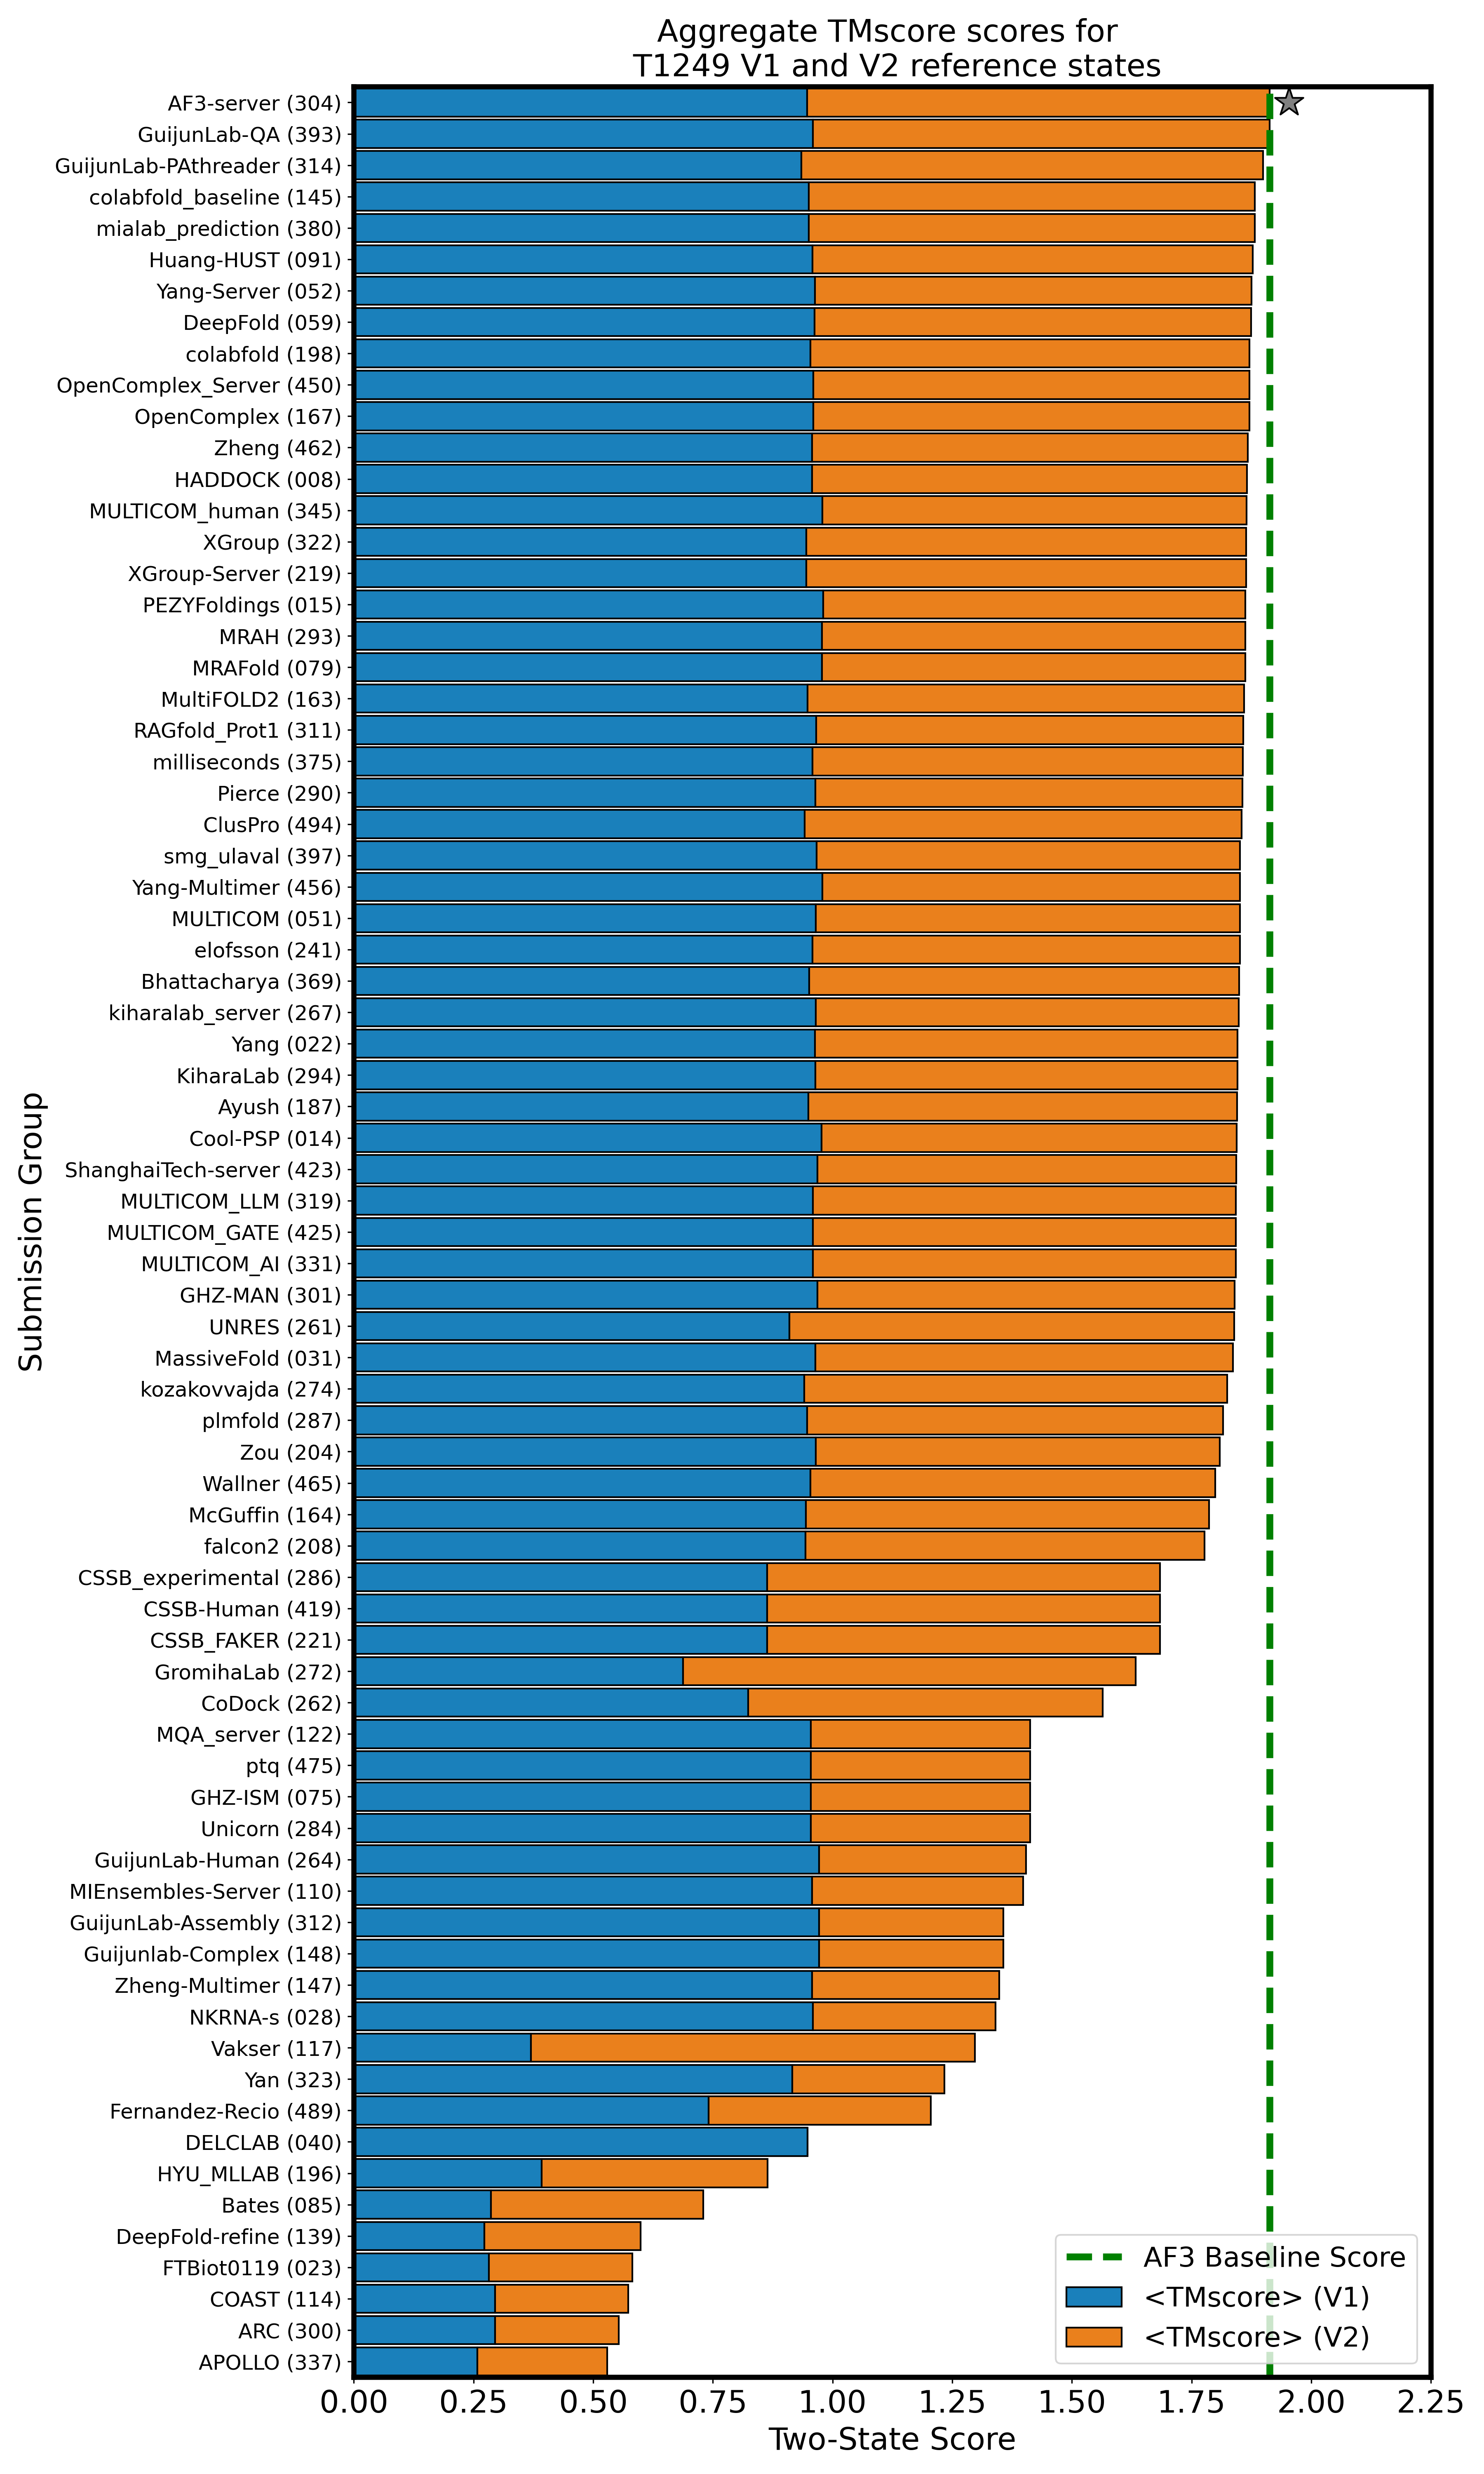 Aggregate TMscore scores for
T1249 V1 and V2 reference states
AF3-server (304)
GuijunLab-QA (393)
GuijunLab-PAthreader (314)
colabfold_baseline (145)
mialab_prediction (380)
Huang-HUST (091)
Yang-Server (052)
DeepFold (059)
colabfold (198)
OpenComplex_Server (450)
OpenComplex (167)
Zheng (462)
HADDOCK (008)
MULTICOM_human (345)
XGroup (322)
XGroup-Server (219)
PEZYFoldings (015)
MRAH (293)
MRAFold (079)
MultiFOLD2 (163)
RAGfold_Prot1 (311)
milliseconds (375)
Pierce (290)
ClusPro (494)
smg_ulaval (397)
Yang-Multimer (456)
MULTICOM (051)
elofsson (241)
Bhattacharya (369)
kiharalab_server (267)
Yang (022)
KiharaLab (294)
Ayush (187)
Cool-PSP (014)
ShanghaiTech-server (423)
MULTICOM_LLM (319)
MULTICOM_GATE (425)
MULTICOM_AI (331)
GHZ-MAN (301)
UNRES (261)
MassiveFold (031)
kozakovvajda (274)
plmfold (287)
Zou (204)
Wallner (465)
McGuffin (164)
falcon2 (208)
CSSB_experimental (286)
CSSB-Human (419)
CSSB_FAKER (221)
GromihaLab (272)
CoDock (262)
MQA_server (122)
ptq (475)
GHZ-ISM (075)
Unicorn (284)
GuijunLab-Human (264)
MIEnsembles-Server (110)
GuijunLab-Assembly (312)
Guijunlab-Complex (148)
Zheng-Multimer (147)
NKRNA-s (028)
Vakser (117)
Yan (323)
Fernandez-Recio (489)
DELCLAB (040)
HYU_MLLAB (196)
Bates (085)
DeepFold-refine (139)
FTBiot0119 (023)
COAST (114)
ARC (300)
APOLLO (337)
Submission Group
AF3 Baseline Score
<TMscore> (V1)
<TMscore> (V2)
0.00 0.25 0.50 0.75 1.00 1.25 1.50 1.75 2.00 2.25
Two-State Score